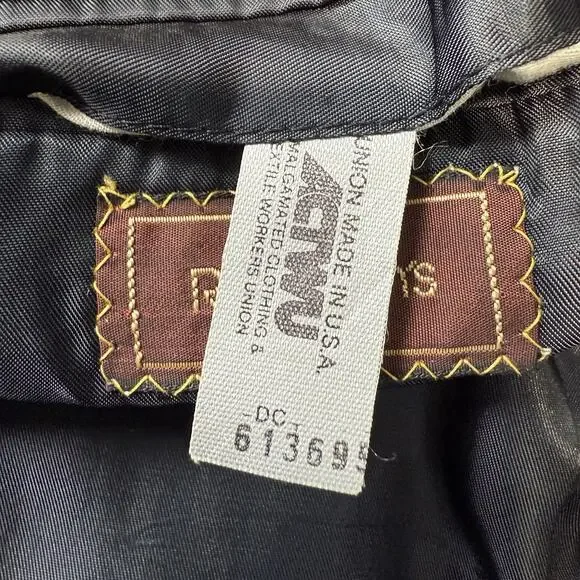 UNION MADE IN U.S.A.
ACTWU
AMALGAMATED CLOTHING &
TEXTILE WORKERS UNION
-DC-
613695